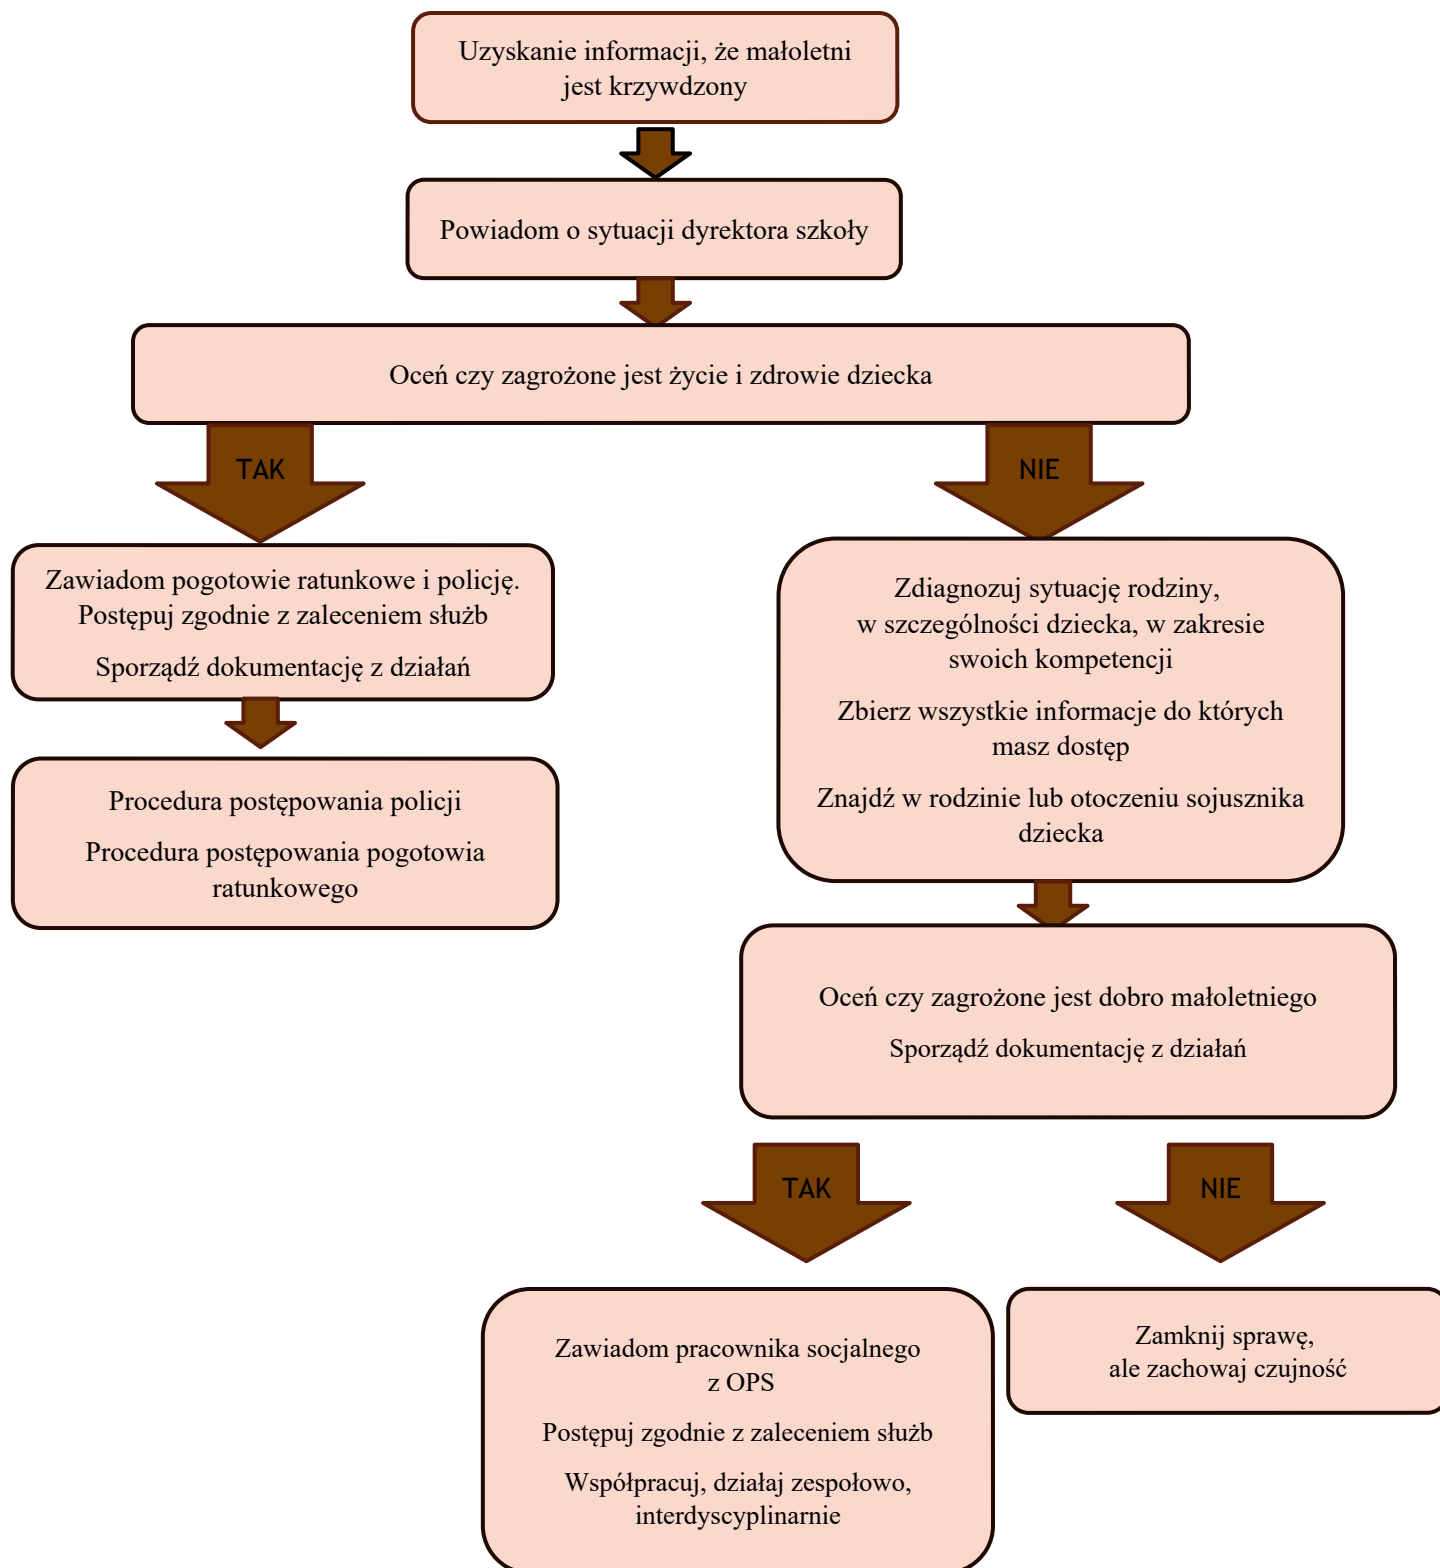 Uzyskanie informacji, że małoletni
jest krzywdzony
Powiadom o sytuacji dyrektora szkoły
Oceń czy zagrożone jest życie i zdrowie dziecka
TAK
NIE
Zawiadom pogotowie ratunkowe i policję.
Postępuj zgodnie z zaleceniem służb
Sporządź dokumentację z działań
Procedura postępowania policji
Procedura postępowania pogotowia
ratunkowego
Zdiagnozuj sytuację rodziny,
w szczególności dziecka, w zakresie
swoich kompetencji
Zbierz wszystkie informacje do których
masz dostęp
Znajdź w rodzinie lub otoczeniu sojusznika
dziecka
Oceń czy zagrożone jest dobro małoletniego
Sporządź dokumentację z działań
TAK
NIE
Zawiadom pracownika socjalnego
z OPS
Postępuj zgodnie z zaleceniem służb
Współpracuj, działaj zespołowo,
interdyscyplinarnie
Zamknij sprawę,
ale zachowaj czujność